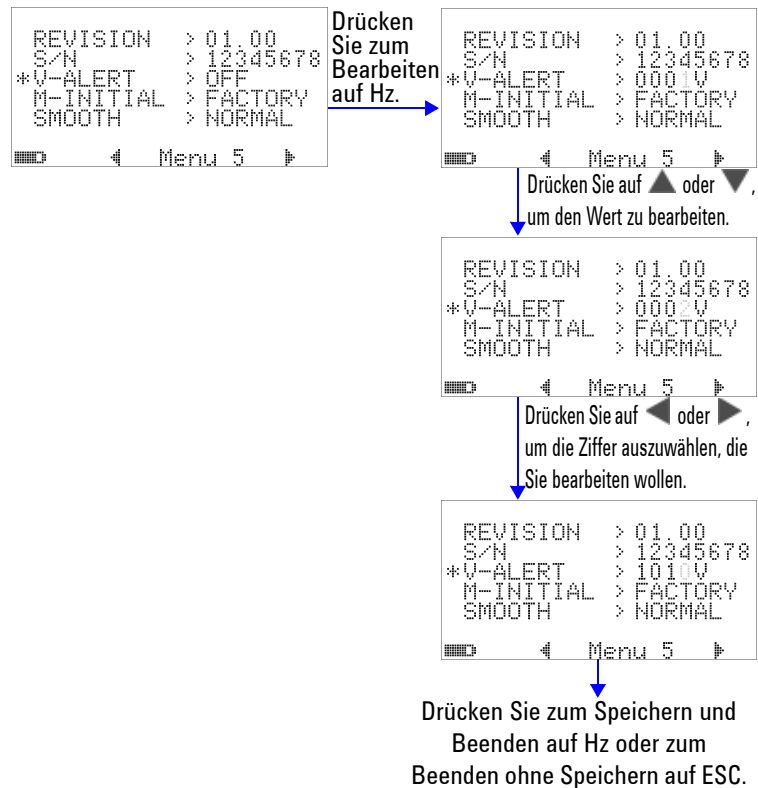 REVISION > 01.00
S/N > 12345678
*V-ALERT > OFF
M-INITIAL > FACTORY
SMOOTH > NORMAL
Menu 5
Drücken
Sie zum
Bearbeiten
auf Hz.
REVISION > 01.00
S/N > 12345678
*V-ALERT > 0001V
M-INITIAL > FACTORY
SMOOTH > NORMAL
Menu 5
Drücken Sie auf ▲ oder ▼,
um den Wert zu bearbeiten.
REVISION > 01.00
S/N > 12345678
*V-ALERT > 0002V
M-INITIAL > FACTORY
SMOOTH > NORMAL
Menu 5
Drücken Sie auf ◀ oder ▶,
um die Ziffer auszuwählen, die
Sie bearbeiten wollen.
REVISION > 01.00
S/N > 12345678
*V-ALERT > 1010V
M-INITIAL > FACTORY
SMOOTH > NORMAL
Menu 5
Drücken Sie zum Speichern und
Beenden auf Hz oder zum
Beenden ohne Speichern auf ESC.